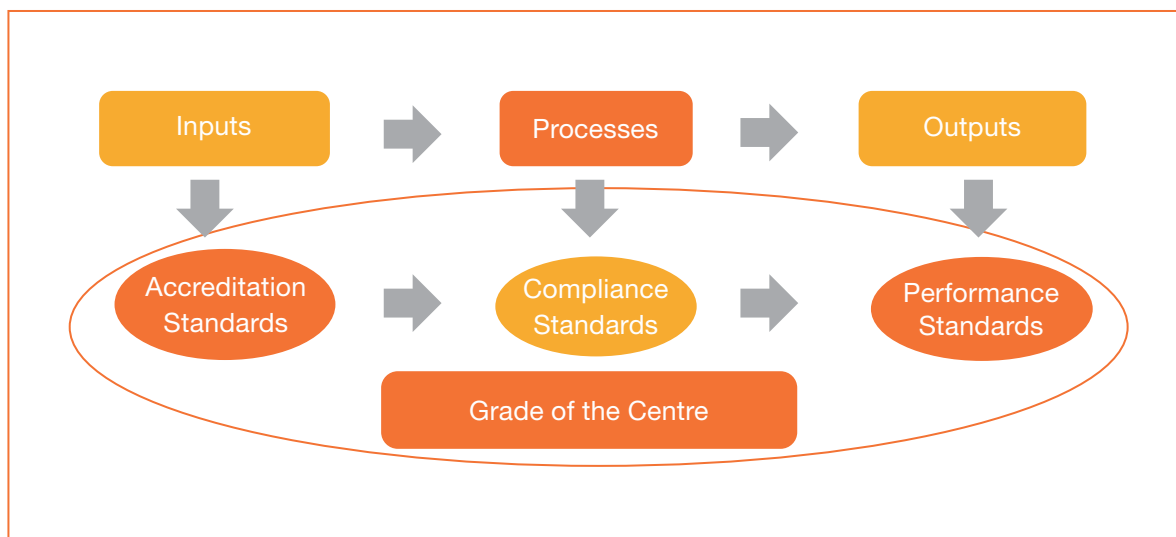 Inputs
Processes
Outputs
Accreditation
Standards
Compliance
Standards
Performance
Standards
Grade of the Centre